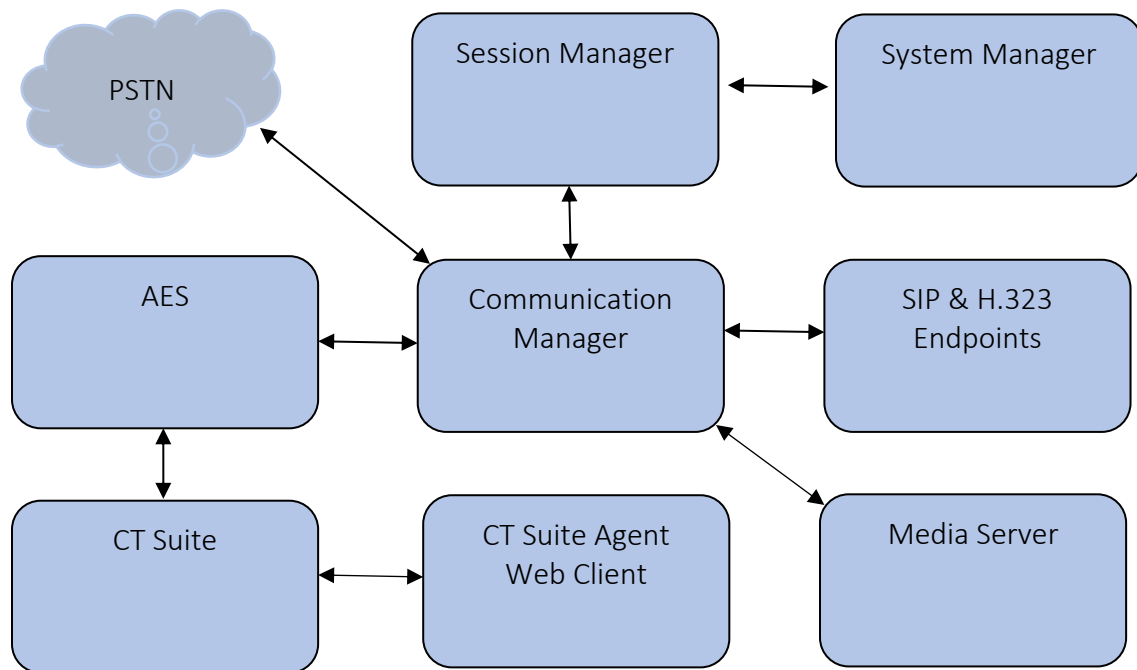 PSTN
Session Manager
System Manager
AES
Communication
Manager
SIP & H.323
Endpoints
CT Suite
CT Suite Agent
Web Client
Media Server